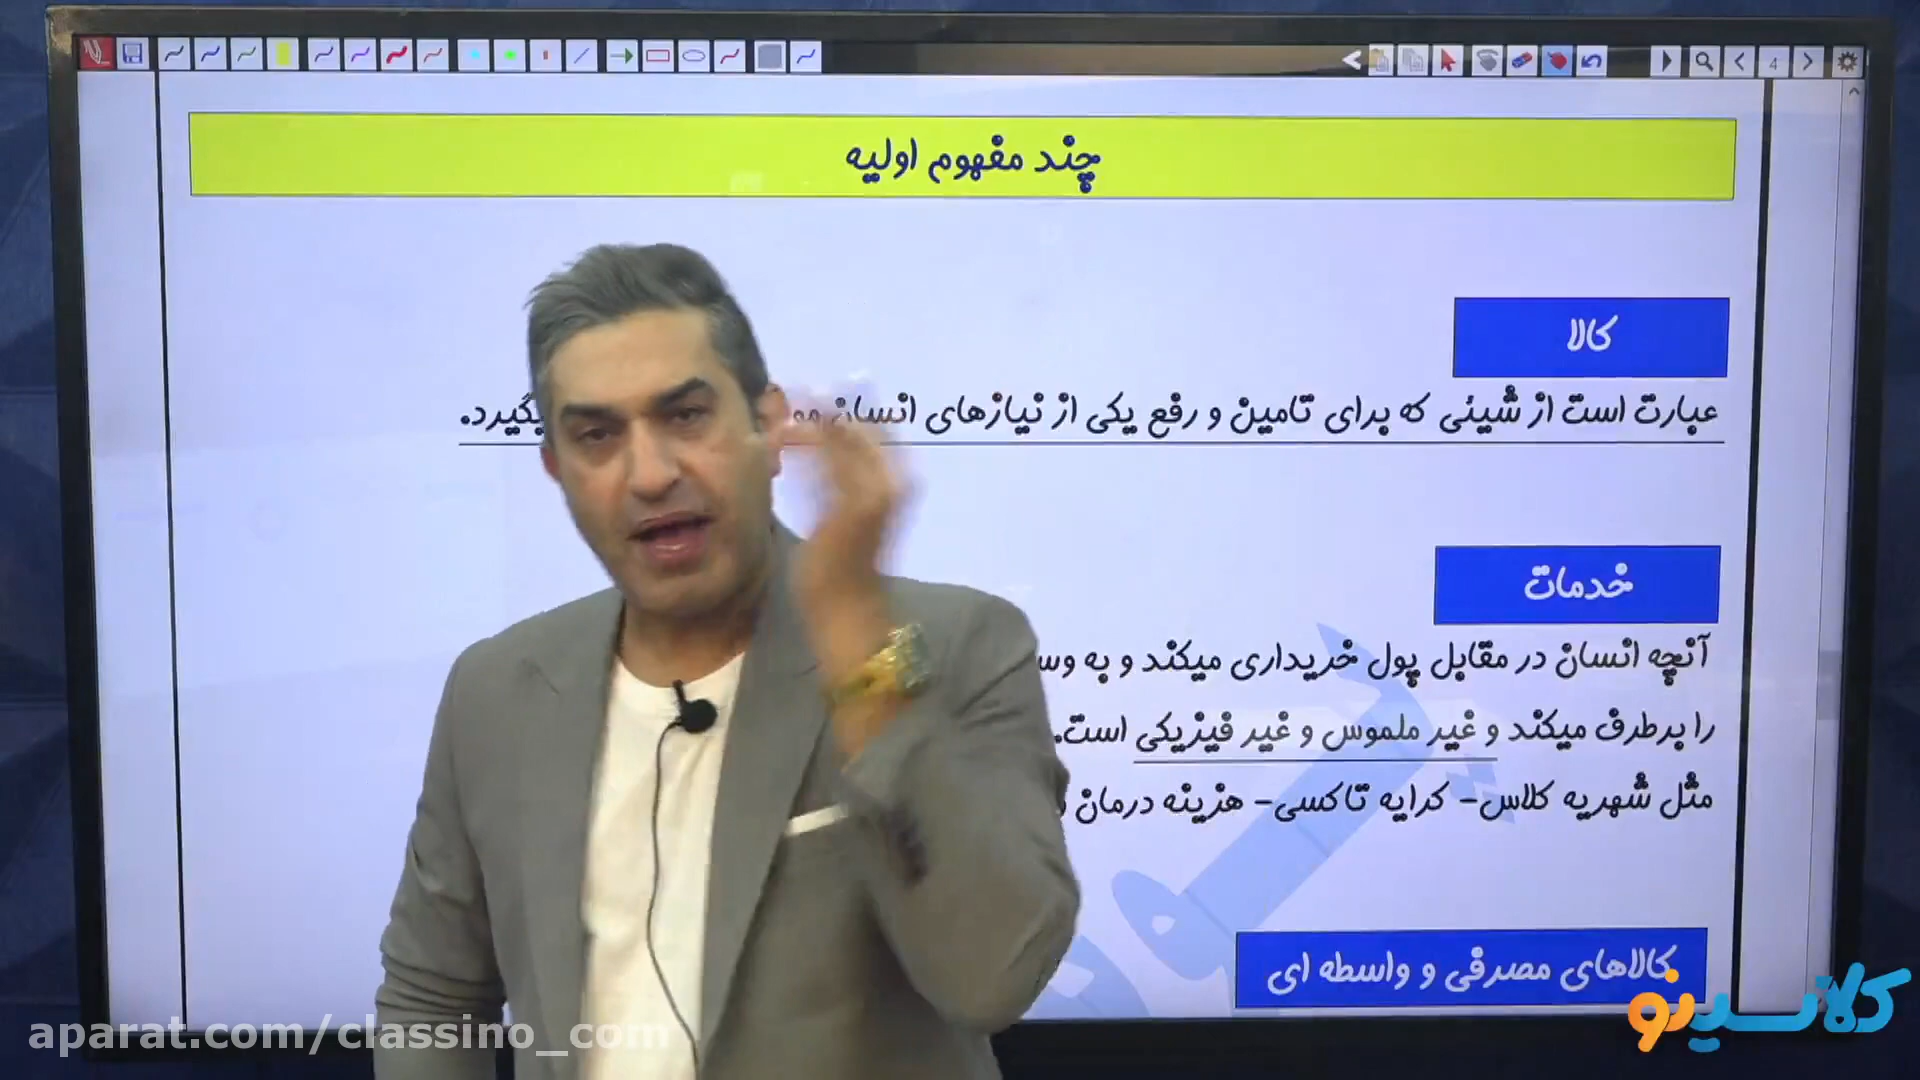 4
چند مفهوم اولیه
کالا
عبارت است از شیئی که برای تامین و رفع یکی از نیازهای انسان بگیرد.
خدمات
آنچه انسان در مقابل پول خریداری میکند و به
را برطرف میکند و غیر ملموس و غیر فیزیکی است.
مثل شهریه کلاس- کرایه تاکسی- هزینه درمان
کالاهای مصرفی و واسطه ای
کلاسینو
aparat.com/classino_com